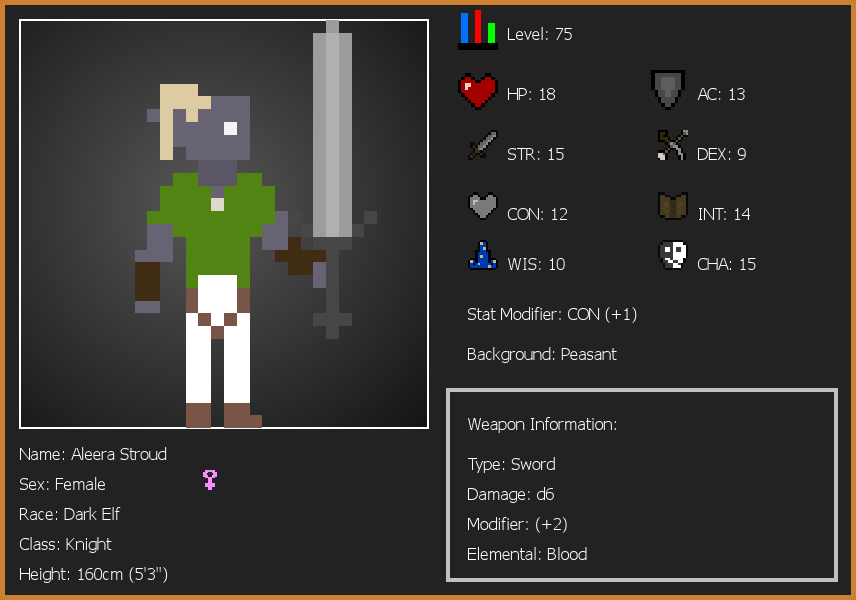 Level: 75
HP: 18
AC: 13
STR: 15
DEX: 9
CON: 12
INT: 14
WIS: 10
CHA: 15
Stat Modifier: CON (+1)
Background: Peasant
Weapon Information:
Type: Sword
Damage: d6
Modifier: (+2)
Elemental: Blood
Name: Aleera Stroud
Sex: Female
Race: Dark Elf
Class: Knight
Height: 160cm (5'3")